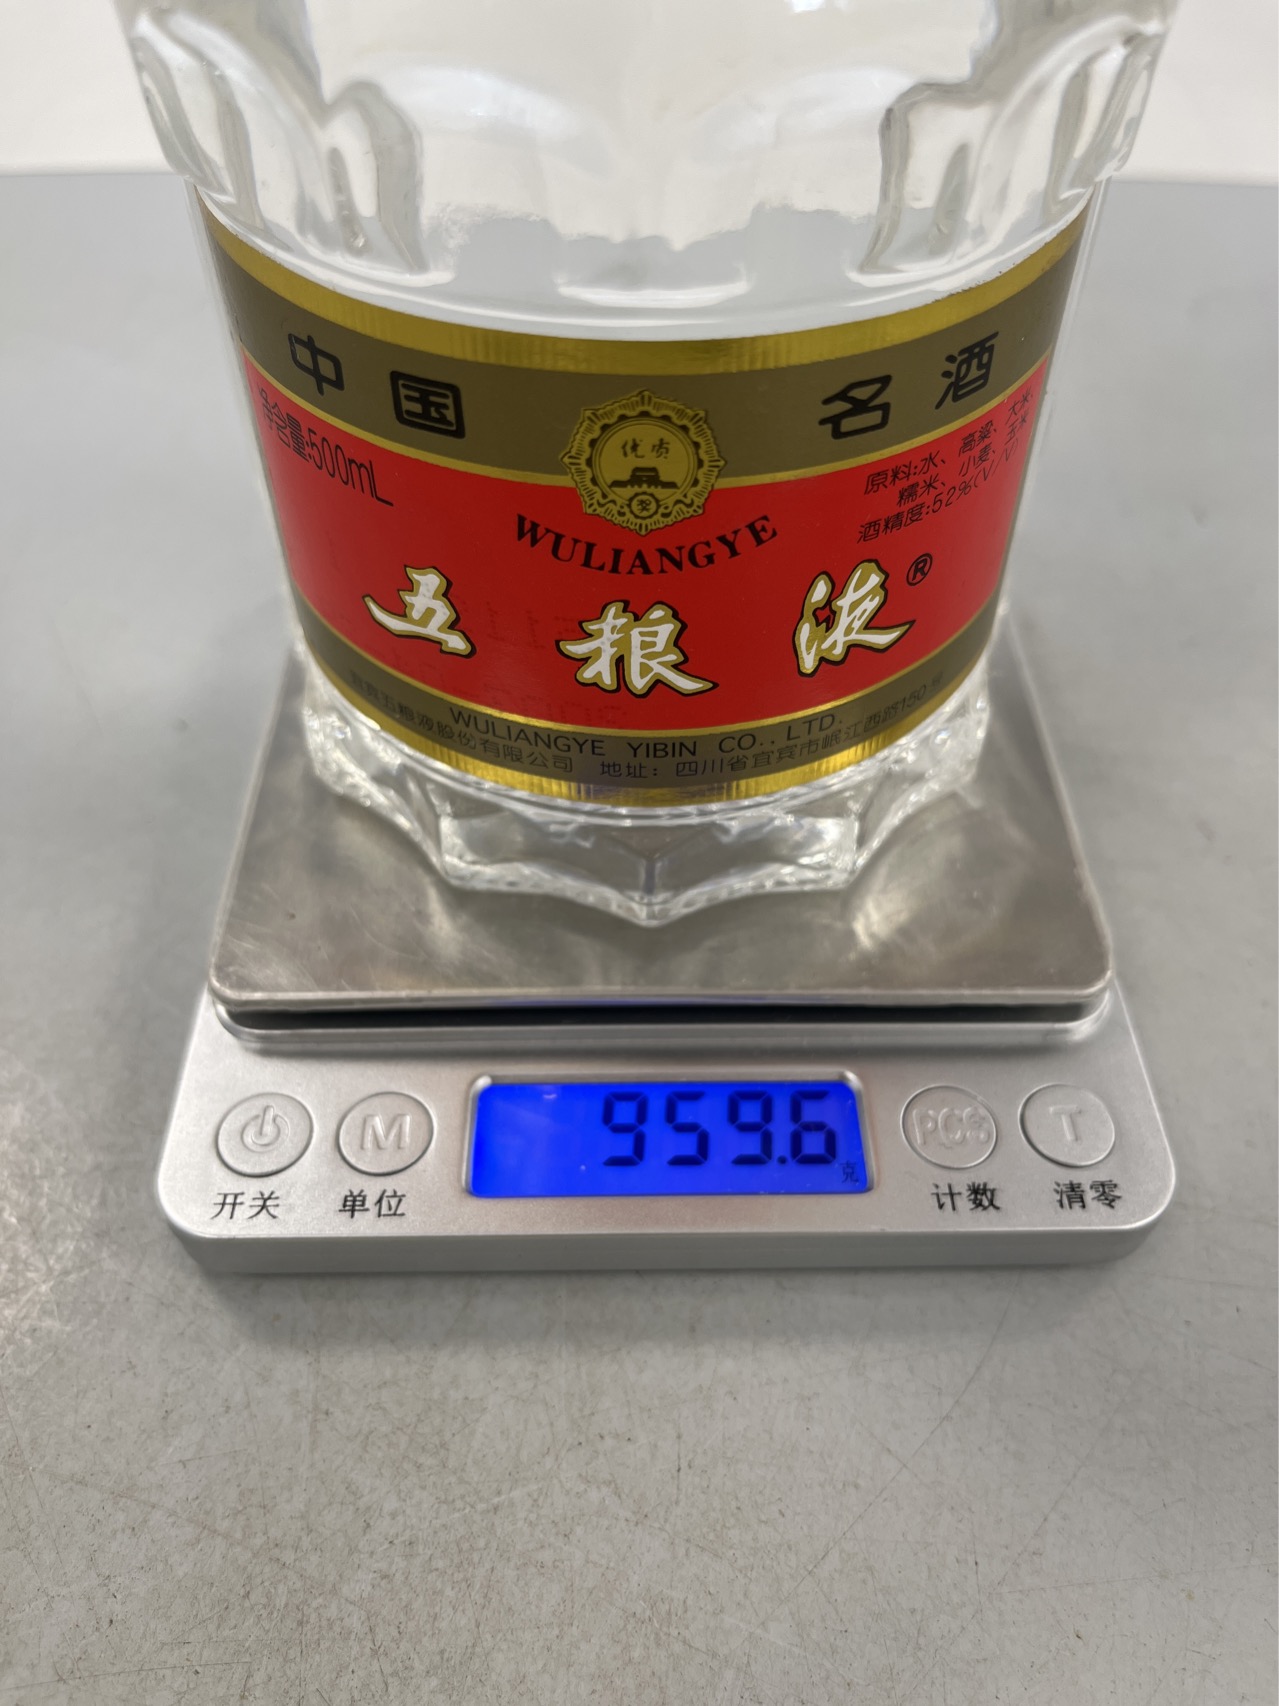 中国名酒
净含量:500mL
优质
奖
原料:水、高粱、大米、
糯米、小麦、玉米
酒精度:52%(V/V)
WULIANGYE
五粮液®
WULIANGYE YIBIN CO., LTD.
宜宾五粮液股份有限公司 地址：四川省宜宾市岷江西路150号
959.6
克
M
PCS
T
开关
单位
计数
清零